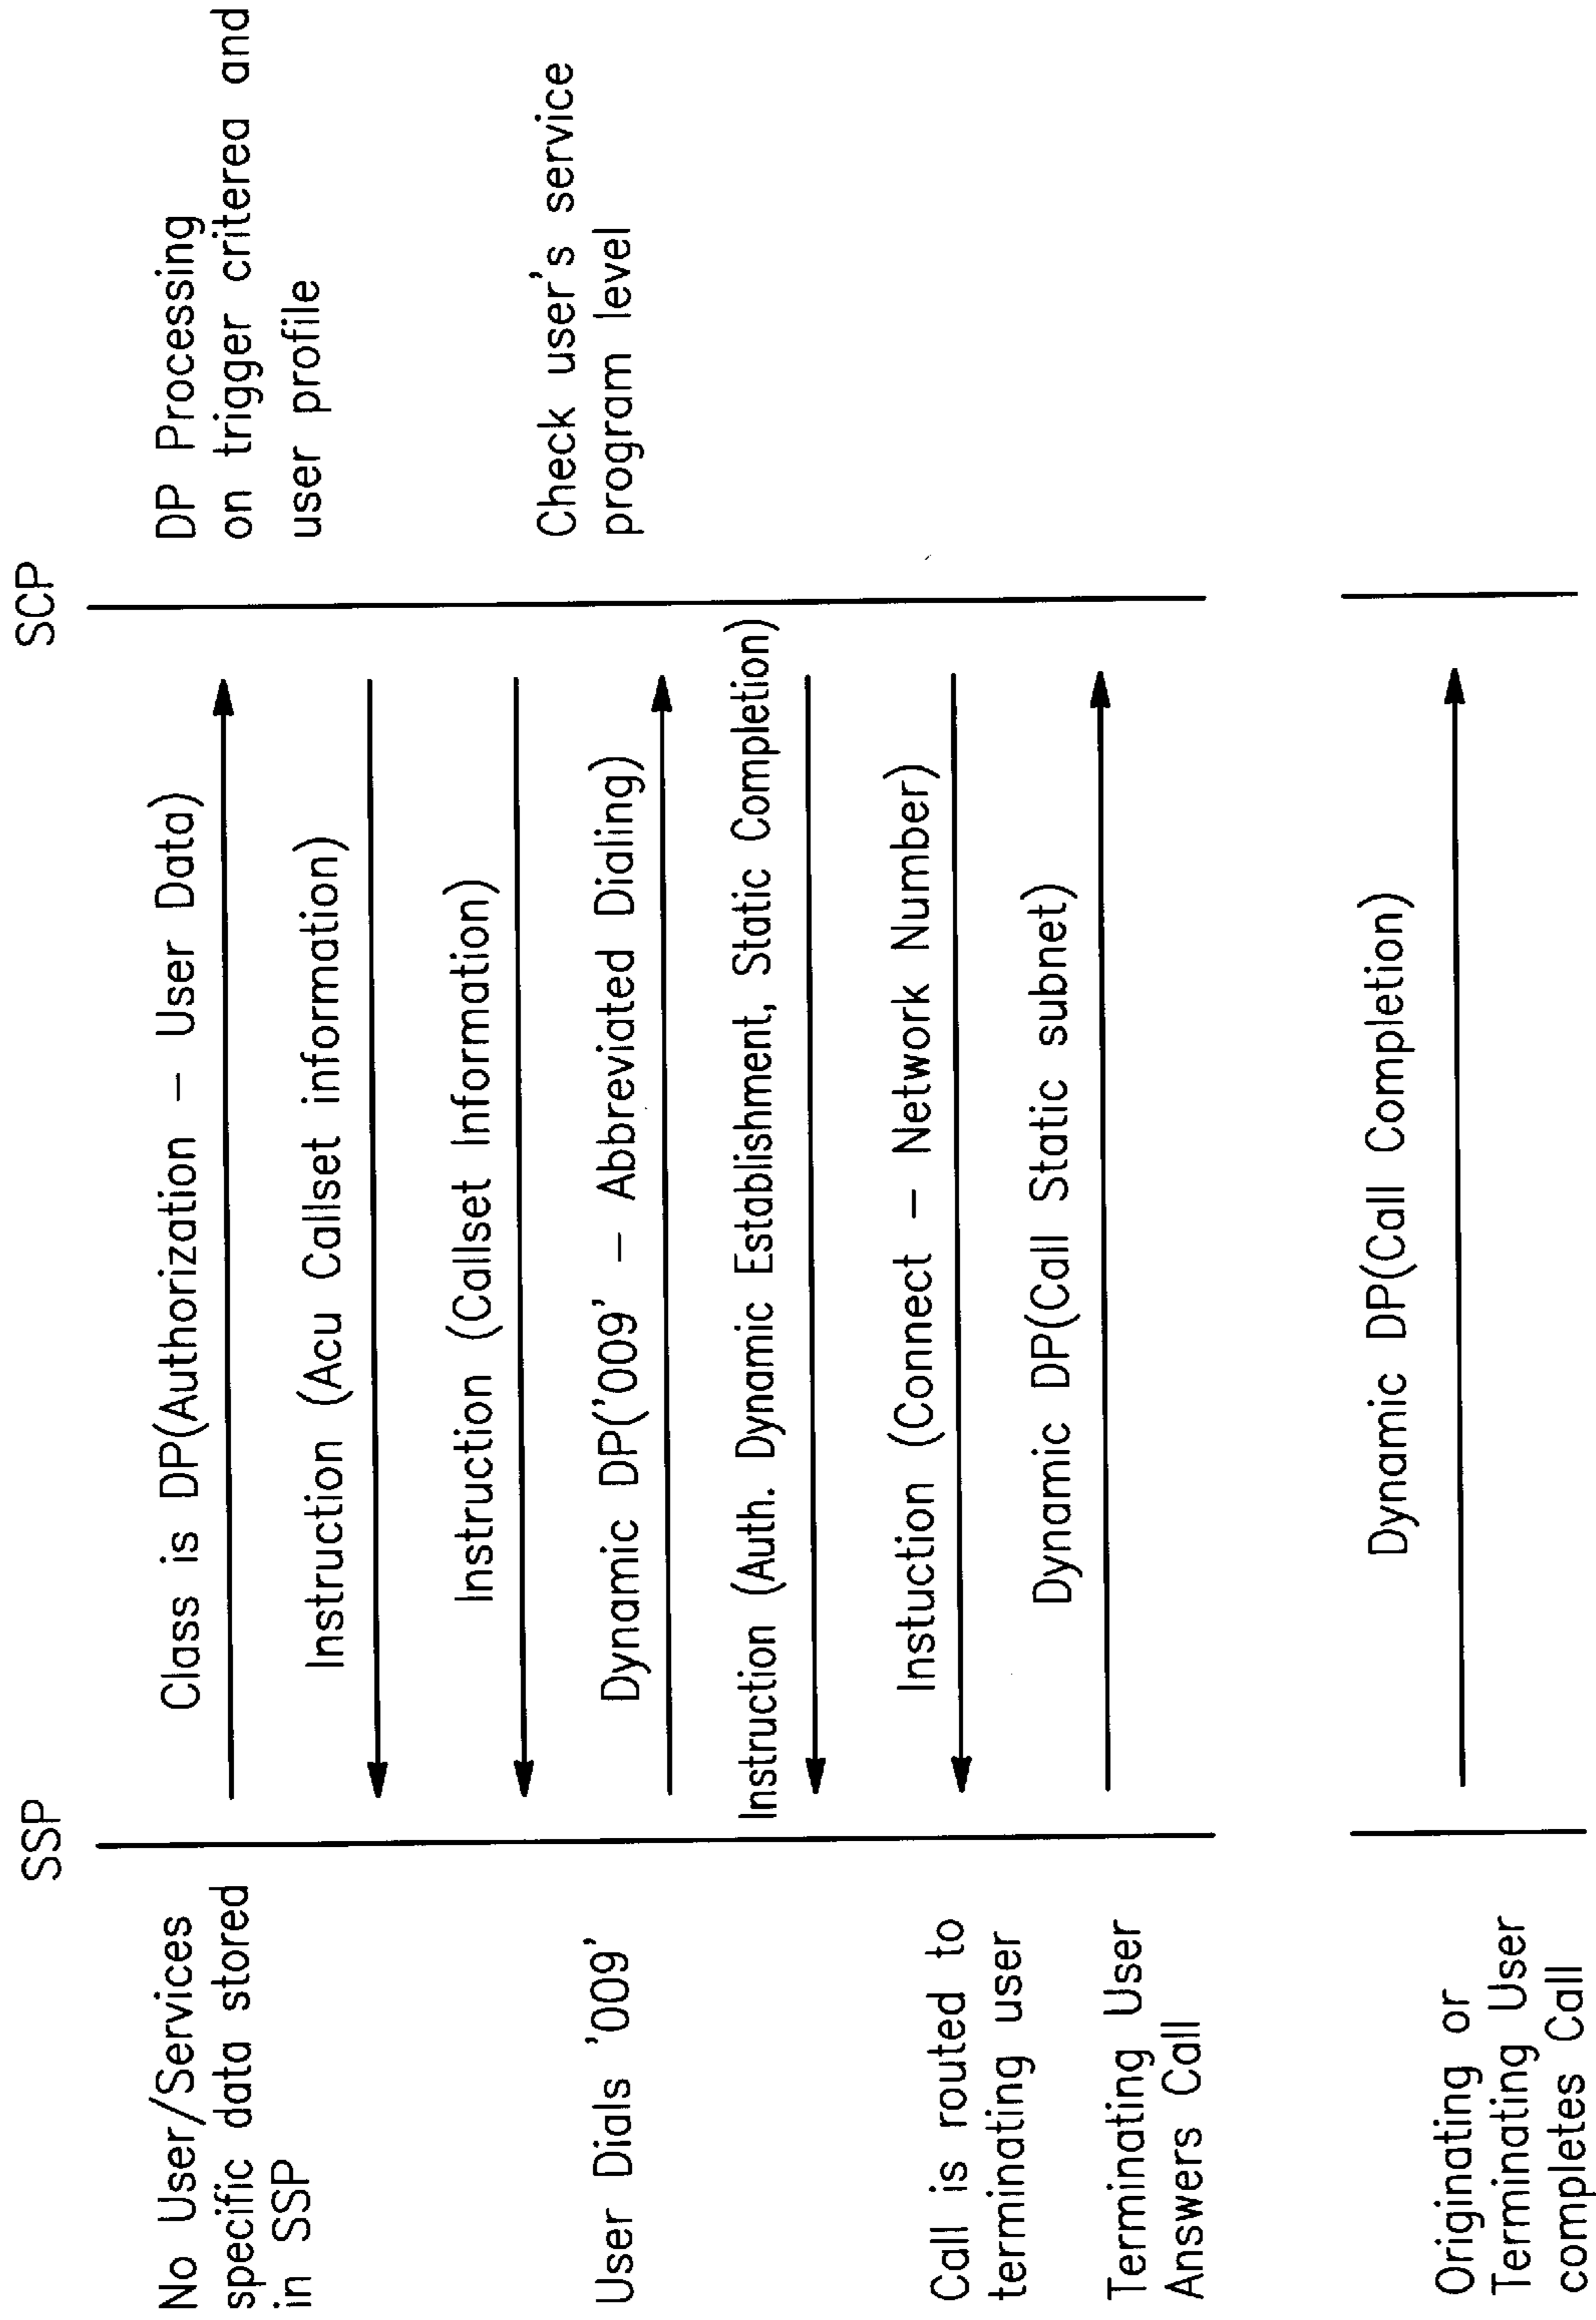 SSP
SCP
No User/Services
specific data stored
in SSP
Class is DP(Authorization – User Data)
DP Processing
on trigger criterea and
user profile
Instruction (Acu Callset information)
Instruction (Callset Information)
User Dials '009'
Dynamic DP('009' – Abbreviated Dialing)
Check user's service
program level
Instruction (Auth. Dynamic Establishment, Static Completion)
Call is routed to
terminating user
Instuction (Connect – Network Number)
Terminating User
Answers Call
Dynamic DP(Call Static subnet)
Originating or
Terminating User
completes Call
Dynamic DP(Call Completion)